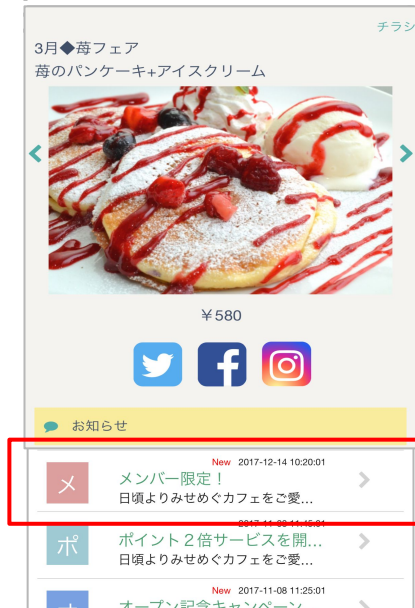 チラシ
3月◆苺フェア
苺のパンケーキ+アイスクリーム
￥580
お知らせ
New 2017-12-14 10:20:01
メ
メンバー限定！
日頃よりみせめぐカフェをご愛…
ポ
ポイント２倍サービスを開…
日頃よりみせめぐカフェをご愛…
New 2017-11-08 11:25:01
オープン記念キャンペーン